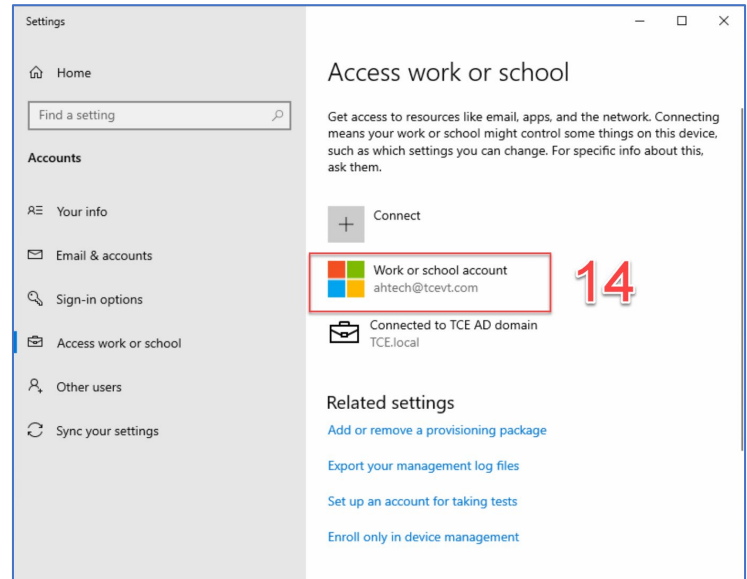 Settings
Home
Find a setting
Accounts
Your info
Email & accounts
Sign-in options
Access work or school
Other users
Sync your settings
Access work or school
Get access to resources like email, apps, and the network. Connecting
means your work or school might control some things on this device,
such as which settings you can change. For specific info about this,
ask them.
Connect
Work or school account
ahtech@tcevt.com
14
Connected to TCE AD domain
TCE.local
Related settings
Add or remove a provisioning package
Export your management log files
Set up an account for taking tests
Enroll only in device management